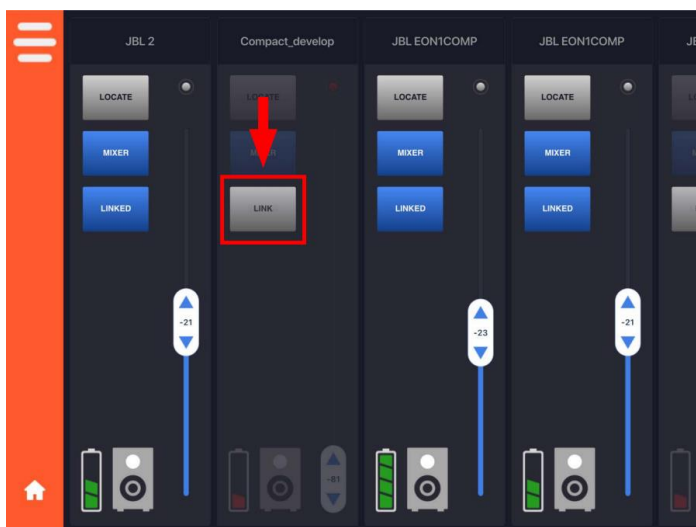 JBL 2
Compact_develop
JBL EON1COMP
JBL EON1COMP
LOCATE
LOCATE
LOCATE
MIXER
MIXER
MIXER
LINKED
LINK
LINKED
LINKED
-21
-23
-21
-81